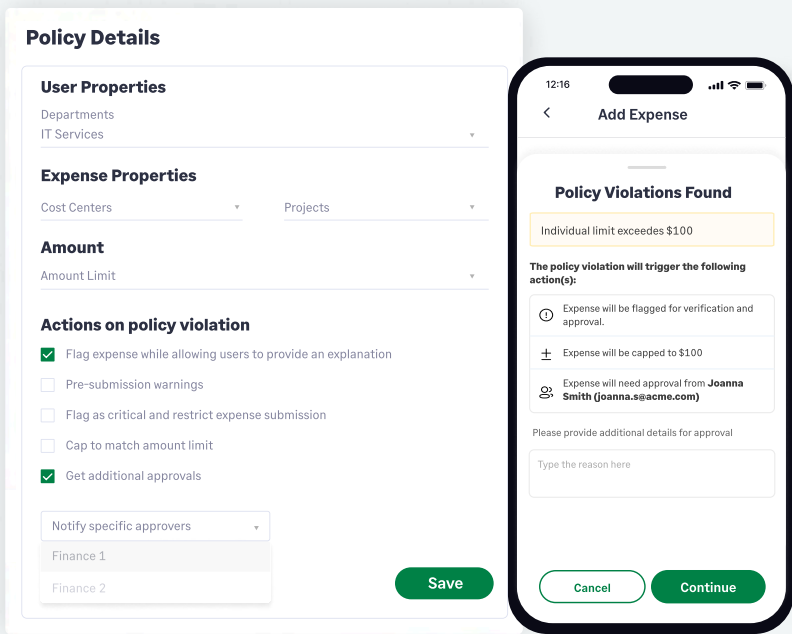 Policy Details
User Properties
Departments
IT Services
Expense Properties
Cost Centers
Projects
Amount
Amount Limit
Actions on policy violation
Flag expense while allowing users to provide an explanation
Pre-submission warnings
Flag as critical and restrict expense submission
Cap to match amount limit
Get additional approvals
Notify specific approvers
Finance 1
Finance 2
Save
12:16
Add Expense
Policy Violations Found
Individual limit exceedes $100
The policy violation will trigger the following
action(s):
Expense will be flagged for verification and
approval.
Expense will be capped to $100
Expense will need approval from Joanna
Smith (joanna.s@acme.com)
Please provide additional details for approval
Type the reason here
Cancel
Continue